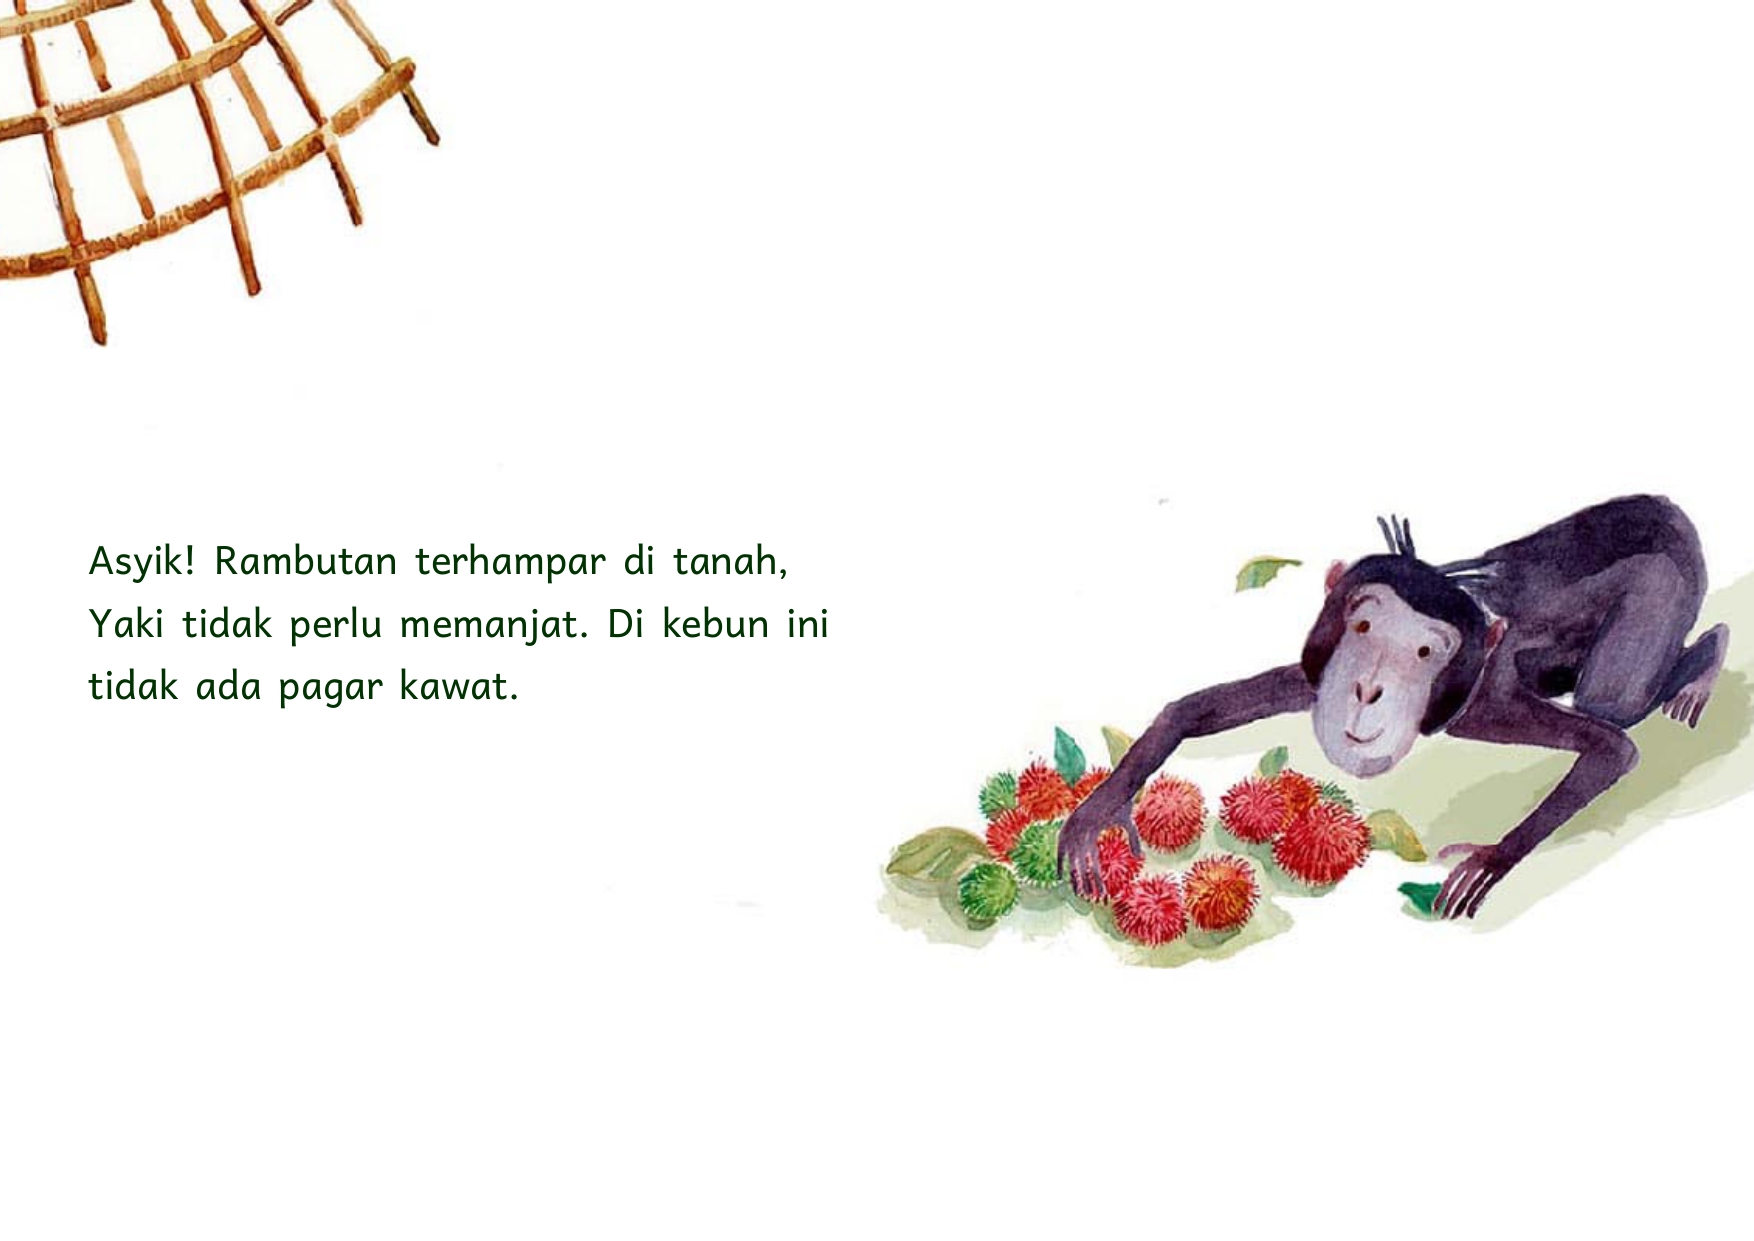 Asyik! Rambutan terhampar di tanah,
Yaki tidak perlu memanjat. Di kebun ini
tidak ada pagar kawat.